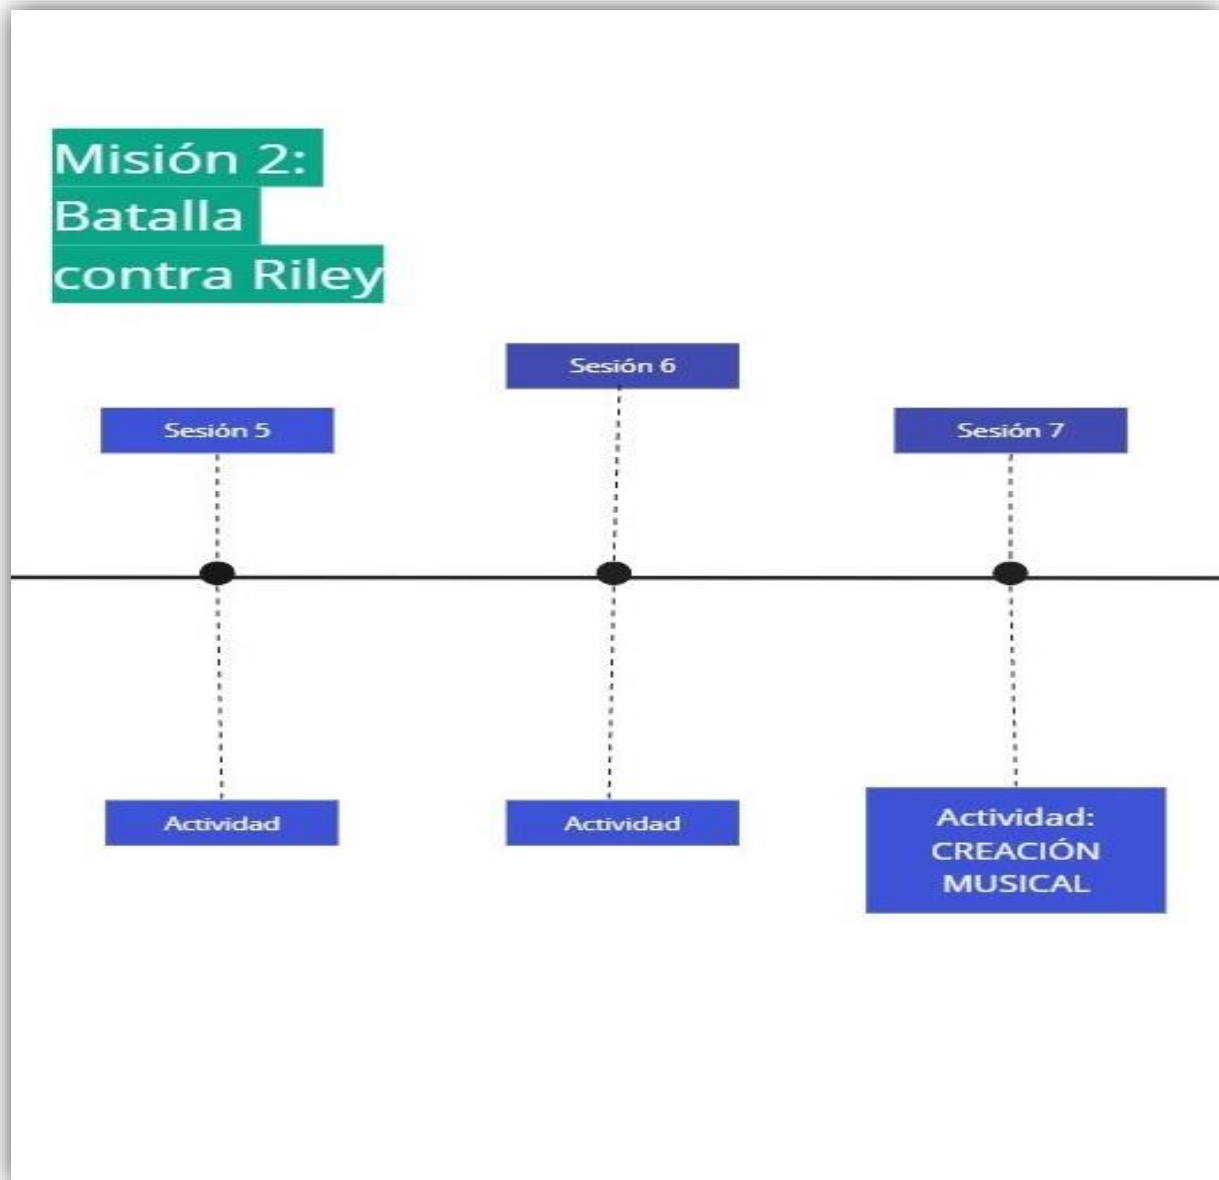 Misión 2:
Batalla
contra Riley
Sesión 6
Sesión 5
Sesión 7
Actividad
Actividad
Actividad:
CREACIÓN
MUSICAL